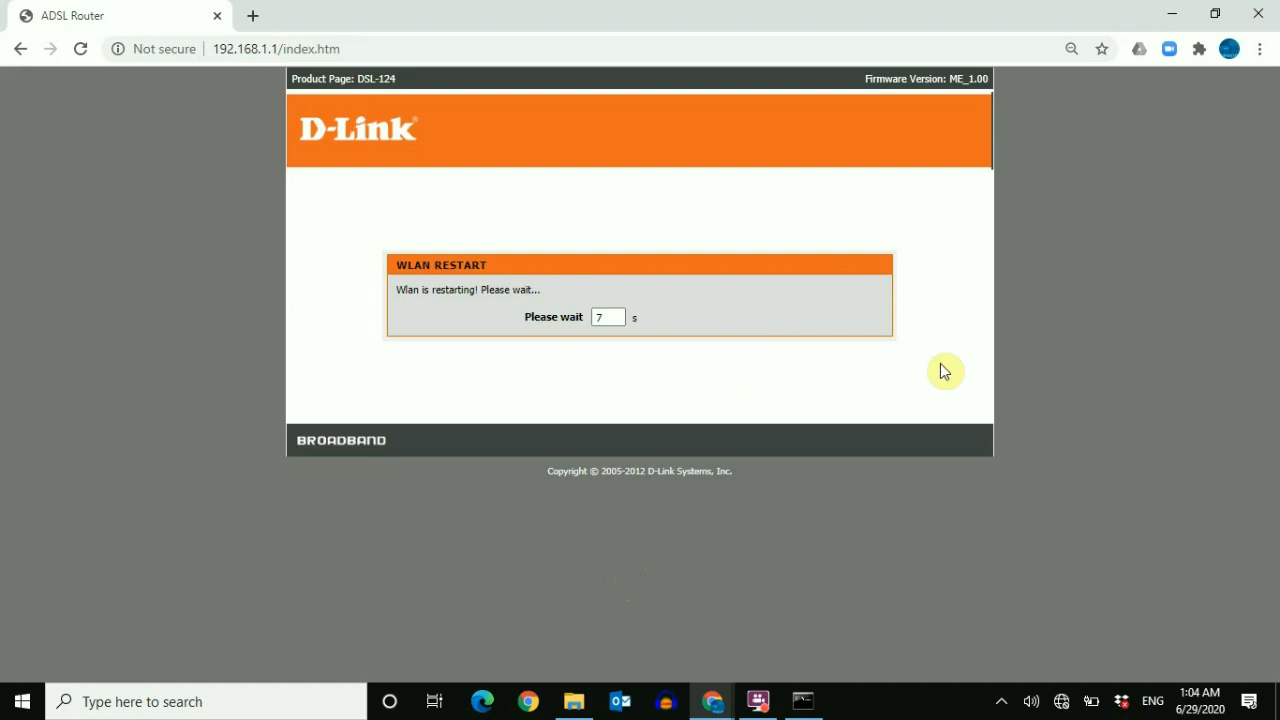 ADSL Router
Not secure
192.168.1.1/index.htm
Product Page: DSL-124
Firmware Version: ME_1.00
D-Link
WLAN RESTART
Wlan is restarting! Please wait...
Please wait 7 s
BROADBAND
Copyright © 2005-2012 D-Link Systems, Inc.
Type here to search
ENG
1:04 AM
6/29/2020